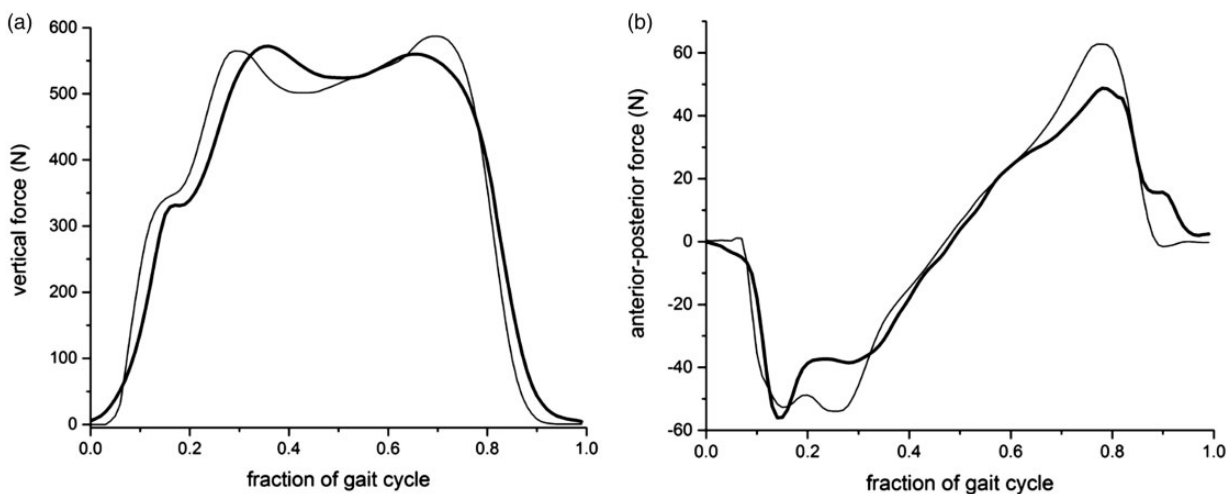 (a)
600
500
400
300
200
100
0
vertical force (N)
0.0 0.2 0.4 0.6 0.8 1.0
fraction of gait cycle
(b)
60
40
20
0
-20
-40
-60
anterior-posterior force (N)
0.0 0.2 0.4 0.6 0.8 1.0
fraction of gait cycle